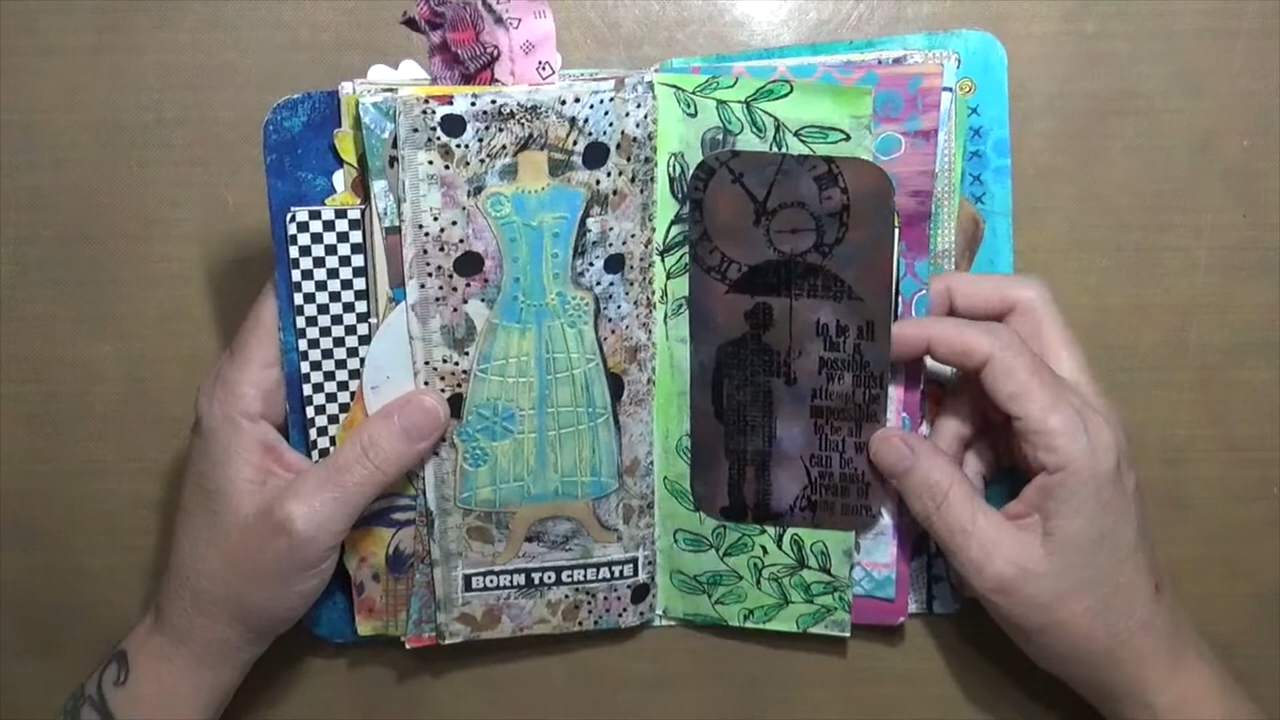 BORN TO CREATE
to be all
that is
possible,
we must
attempt the
impossible.
to be all
that we
can be,
we must
dream of
being more.